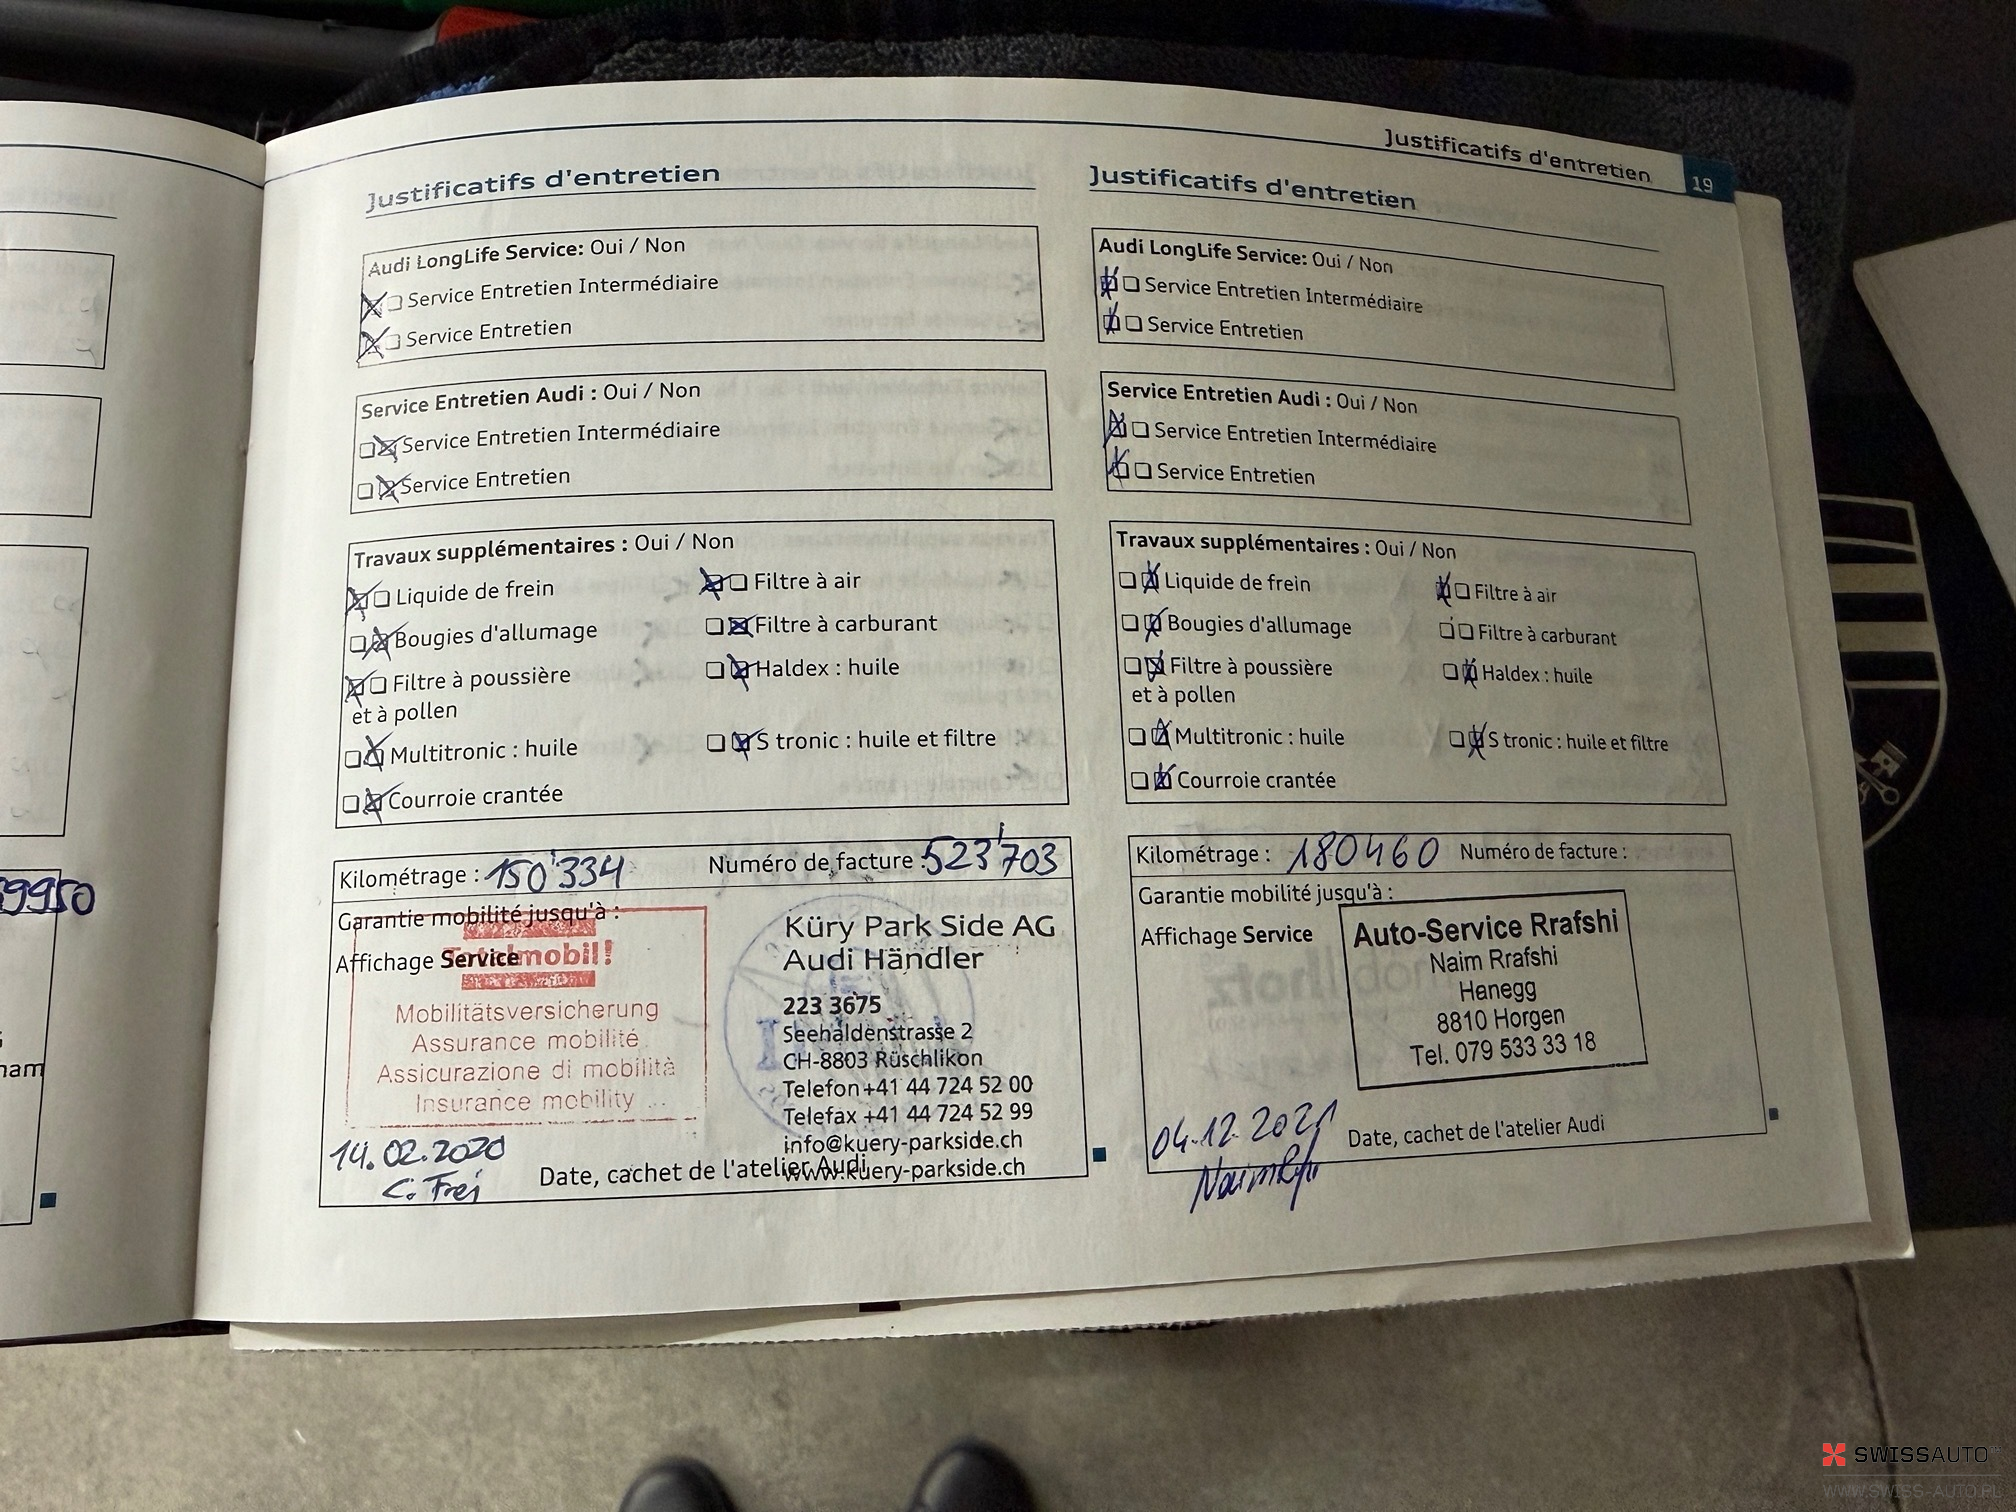 Justificatifs d'entretien
19
Justificatifs d'entretien
Audi LongLife Service: Oui / Non
Service Entretien Intermédiaire
Service Entretien
Service Entretien Audi : Oui / Non
Service Entretien Intermédiaire
Service Entretien
Travaux supplémentaires : Oui / Non
Liquide de frein
Filtre à air
Bougies d'allumage
Filtre à carburant
Filtre à poussière
et à pollen
Haldex : huile
Multitronic : huile
S tronic : huile et filtre
Courroie crantée
Kilométrage : 150'334
Numéro de facture : 523'703
Garantie mobilité jusqu'à :
Affichage Service
Totalmobil!
Mobilitätsversicherung
Assurance mobilité
Assicurazione di mobilità
Insurance mobility
Küry Park Side AG
Audi Händler
223 3675
Seehaldenstrasse 2
CH-8803 Rüschlikon
Telefon +41 44 724 52 00
Telefax +41 44 724 52 99
info@kuery-parkside.ch
www.kuery-parkside.ch
14.02.2020
C. Frei
Date, cachet de l'atelier Audi
Justificatifs d'entretien
Audi LongLife Service: Oui / Non
Service Entretien Intermédiaire
Service Entretien
Service Entretien Audi : Oui / Non
Service Entretien Intermédiaire
Service Entretien
Travaux supplémentaires : Oui / Non
Liquide de frein
Filtre à air
Bougies d'allumage
Filtre à carburant
Filtre à poussière
et à pollen
Haldex : huile
Multitronic : huile
S tronic : huile et filtre
Courroie crantée
Kilométrage : 180460
Numéro de facture :
Garantie mobilité jusqu'à :
Affichage Service
Auto-Service Rrafshi
Naim Rrafshi
Hanegg
8810 Horgen
Tel. 079 533 33 18
04.12.2021
Date, cachet de l'atelier Audi
9950
ham
SWISSAUTO
WWW.SWISS-AUTO.PL